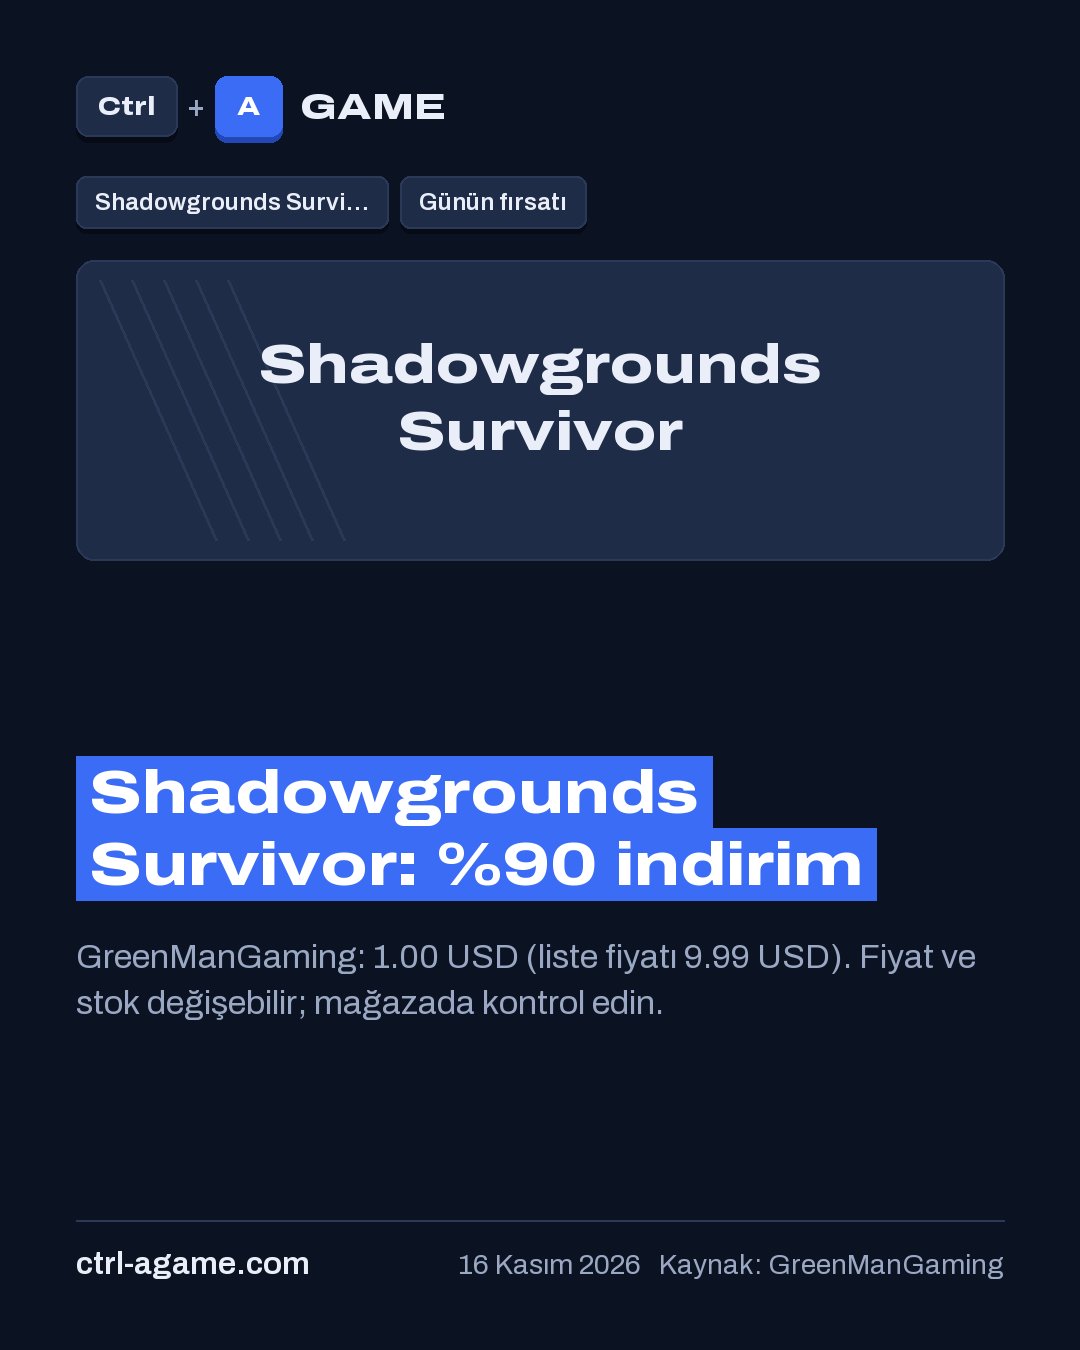 Ctrl + A GAME
Shadowgrounds Survi... Günün fırsatı
Shadowgrounds
Survivor
Shadowgrounds
Survivor: %90 indirim
GreenManGaming: 1.00 USD (liste fiyatı 9.99 USD). Fiyat ve
stok değişebilir; mağazada kontrol edin.
ctrl-agame.com 16 Kasım 2026 Kaynak: GreenManGaming